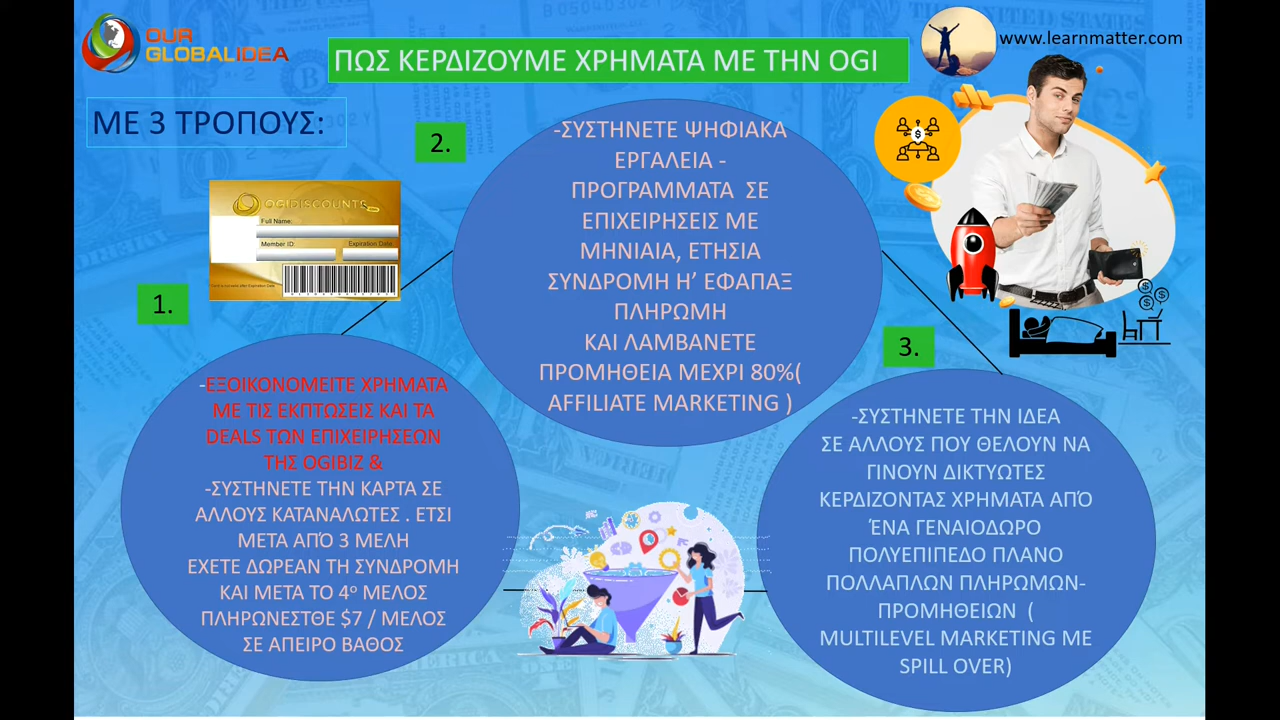 OUR
GLOBALIDEA
ΠΩΣ ΚΕΡΔΙΖΟΥΜΕ ΧΡΗΜΑΤΑ ΜΕ ΤΗΝ OGI
www.learnmatter.com
ΜΕ 3 ΤΡΟΠΟΥΣ:
2.
-ΣΥΣΤΗΝΕΤΕ ΨΗΦΙΑΚΑ
ΕΡΓΑΛΕΙΑ -
ΠΡΟΓΡΑΜΜΑΤΑ ΣΕ
ΕΠΙΧΕΙΡΗΣΕΙΣ ΜΕ
ΜΗΝΙΑΙΑ, ΕΤΗΣΙΑ
ΣΥΝΔΡΟΜΗ Η’ ΕΦΑΠΑΞ
ΠΛΗΡΩΜΗ
ΚΑΙ ΛΑΜΒΑΝΕΤΕ
ΠΡΟΜΗΘΕΙΑ ΜΕΧΡΙ 80%(
AFFILIATE MARKETING )
OGIDISCOUNTS
Full Name:
Member ID
Expiration Date
1.
-ΕΞΟΙΚΟΝΟΜΕΙΤΕ ΧΡΗΜΑΤΑ
ΜΕ ΤΙΣ ΕΚΠΤΩΣΕΙΣ ΚΑΙ ΤΑ
DEALS ΤΩΝ ΕΠΙΧΕΙΡΗΣΕΩΝ
ΤΗΣ OGIBIZ &
-ΣΥΣΤΗΝΕΤΕ ΤΗΝ ΚΑΡΤΑ ΣΕ
ΑΛΛΟΥΣ ΚΑΤΑΝΑΛΩΤΕΣ . ΕΤΣΙ
ΜΕΤΑ ΑΠΌ 3 ΜΕΛΗ
ΕΧΕΤΕ ΔΩΡΕΑΝ ΤΗ ΣΥΝΔΡΟΜΗ
ΚΑΙ ΜΕΤΑ ΤΟ 4ο ΜΕΛΟΣ
ΠΛΗΡΩΝΕΣΤΘΕ $7 / ΜΕΛΟΣ
ΣΕ ΑΠΕΙΡΟ ΒΑΘΟΣ
3.
-ΣΥΣΤΗΝΕΤΕ ΤΗΝ ΙΔΕΑ
ΣΕ ΑΛΛΟΥΣ ΠΟΥ ΘΕΛΟΥΝ ΝΑ
ΓΙΝΟΥΝ ΔΙΚΤΥΩΤΕΣ
ΚΕΡΔΙΖΟΝΤΑΣ ΧΡΗΜΑΤΑ ΑΠΌ
ΈΝΑ ΓΕΝΑΙΟΔΩΡΟ
ΠΟΛΥΕΠΙΠΕΔΟ ΠΛΑΝΟ
ΠΟΛΛΑΠΛΩΝ ΠΛΗΡΩΜΩΝ-
ΠΡΟΜΗΘΕΙΩΝ (
MULTILEVEL MARKETING ΜΕ
SPILL OVER)